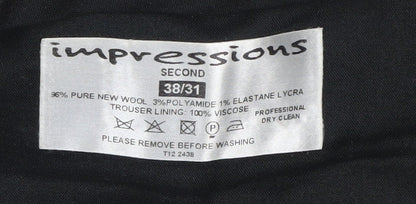 impressions
SECOND
38/31
96% PURE NEW WOOL 3%POLYAMIDE 1% ELASTANE LYCRA
TROUSER LINING: 100% VISCOSE
PROFESSIONAL
DRY CLEAN
P
PLEASE REMOVE BEFORE WASHING
T12 2438